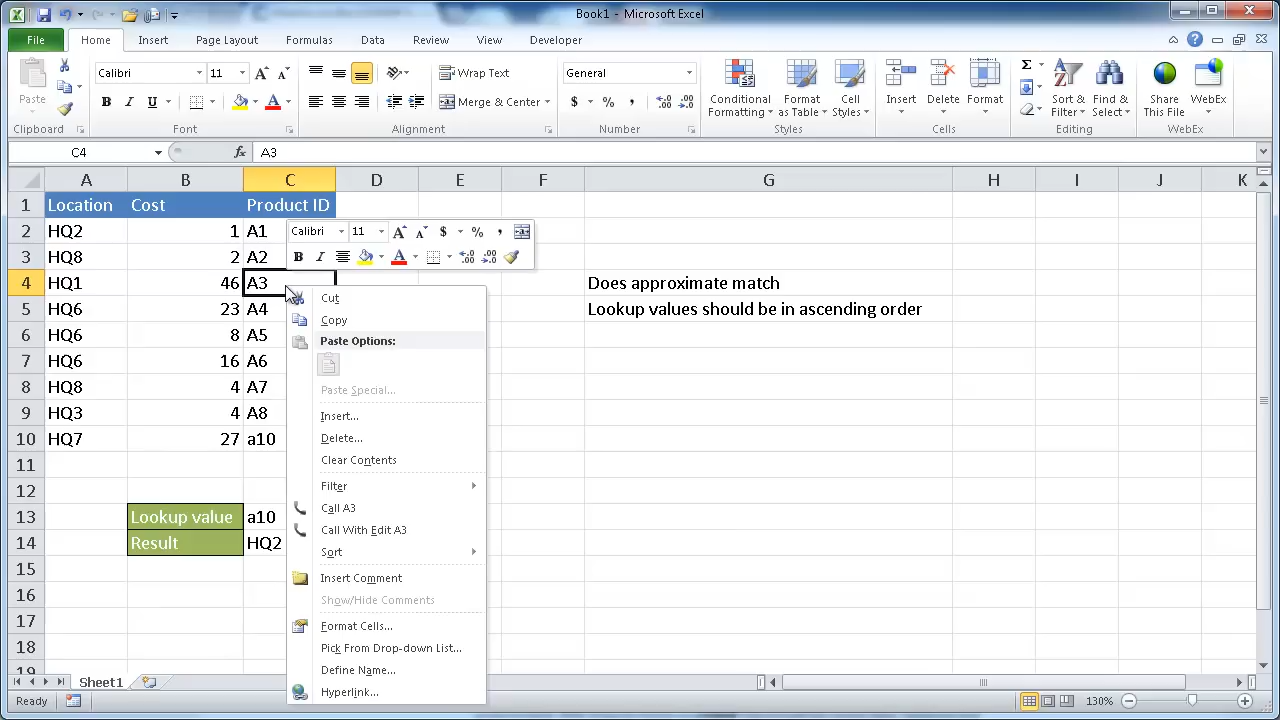 Book1 - Microsoft Excel
File Home Insert Page Layout Formulas Data Review View Developer
Paste
Calibri 11
Wrap Text
General
Conditional Formatting
Format as Table
Cell Styles
Insert Delete Format
Sort & Filter
Find & Select
Share This File
WebEx
B I U
Merge & Center
$ % ,
Clipboard Font Alignment Number Styles Cells Editing WebEx
C4 fx A3
A B C D E F G H I J K
1 Location Cost Product ID
2 HQ2 1 A1
3 HQ8 2 A2
4 HQ1 46 A3 Does approximate match
5 HQ6 23 A4 Lookup values should be in ascending order
6 HQ6 8 A5
7 HQ6 16 A6
8 HQ8 4 A7
9 HQ3 4 A8
10 HQ7 27 a10
11
12
13 Lookup value a10
14 Result HQ2
15
16
17
18
19
Calibri 11 A A $ % ,
B I A
Cut
Copy
Paste Options:
Paste Special...
Insert...
Delete...
Clear Contents
Filter
Call A3
Call With Edit A3
Sort
Insert Comment
Show/Hide Comments
Format Cells...
Pick From Drop-down List...
Define Name...
Hyperlink...
Sheet1
Ready 130%